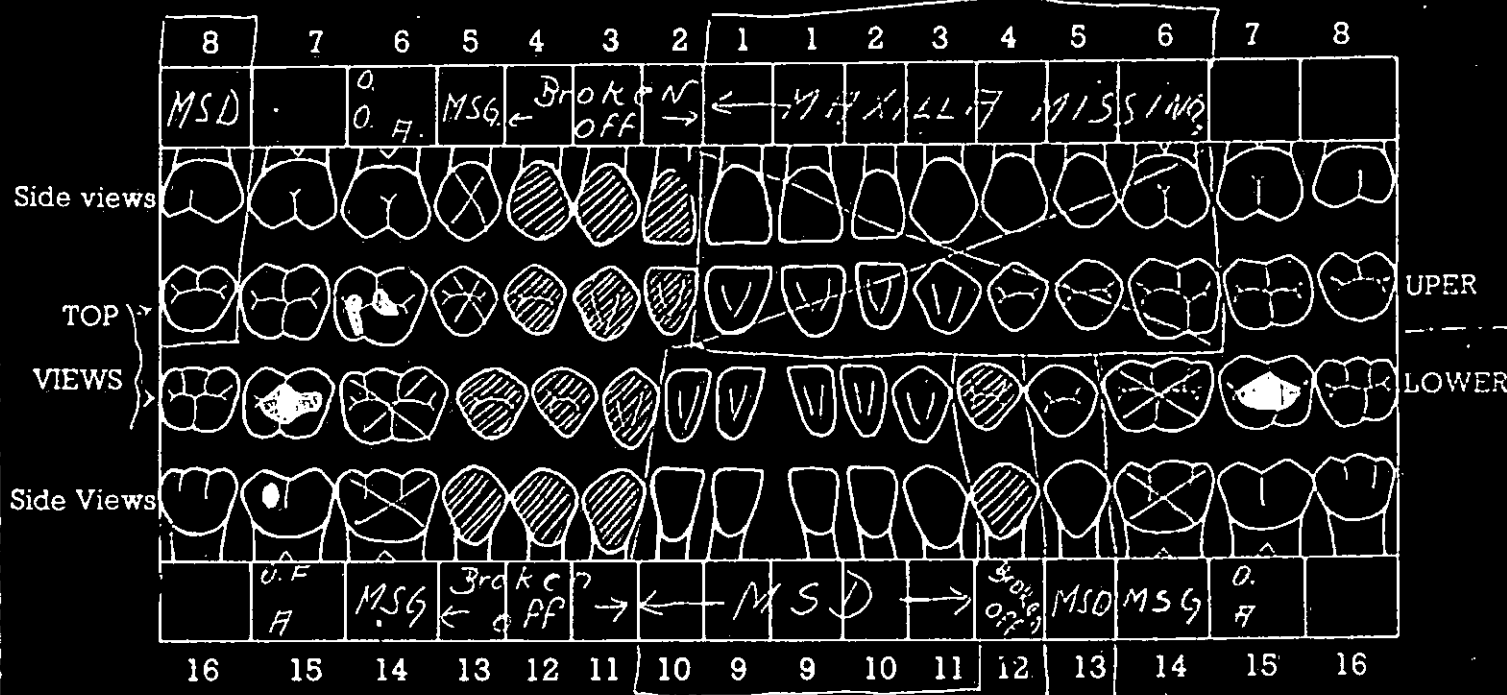 8 7 6 5 4 3 2 1 1 2 3 4 5 6 7 8
MSD O. O. A. MSG. ← Broken off → ← MAXILLA MISSING.
Side views
TOP
VIEWS
UPER
LOWER
Side Views
O.F A MSG ← Broken off → ← MSD → Broken off MSD MSG O. A
16 15 14 13 12 11 10 9 9 10 11 12 13 14 15 16